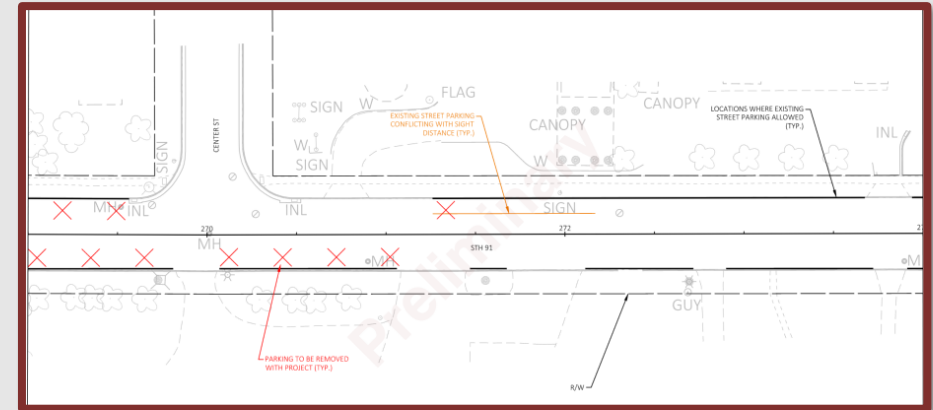 FLAG
SIGN
W
EXISTING STREET PARKING
CONFLICTING WITH SIGHT
DISTANCE (TYP.)
CANOPY
CANOPY
LOCATIONS WHERE EXISTING
STREET PARKING ALLOWED
(TYP.)
INL
CENTER ST
SIGN
W
SIGN
W
MH
INL
INL
SIGN
270
272
MH
STH 91
MH
M
GUY
Preliminary
PARKING TO BE REMOVED
WITH PROJECT (TYP.)
R/W